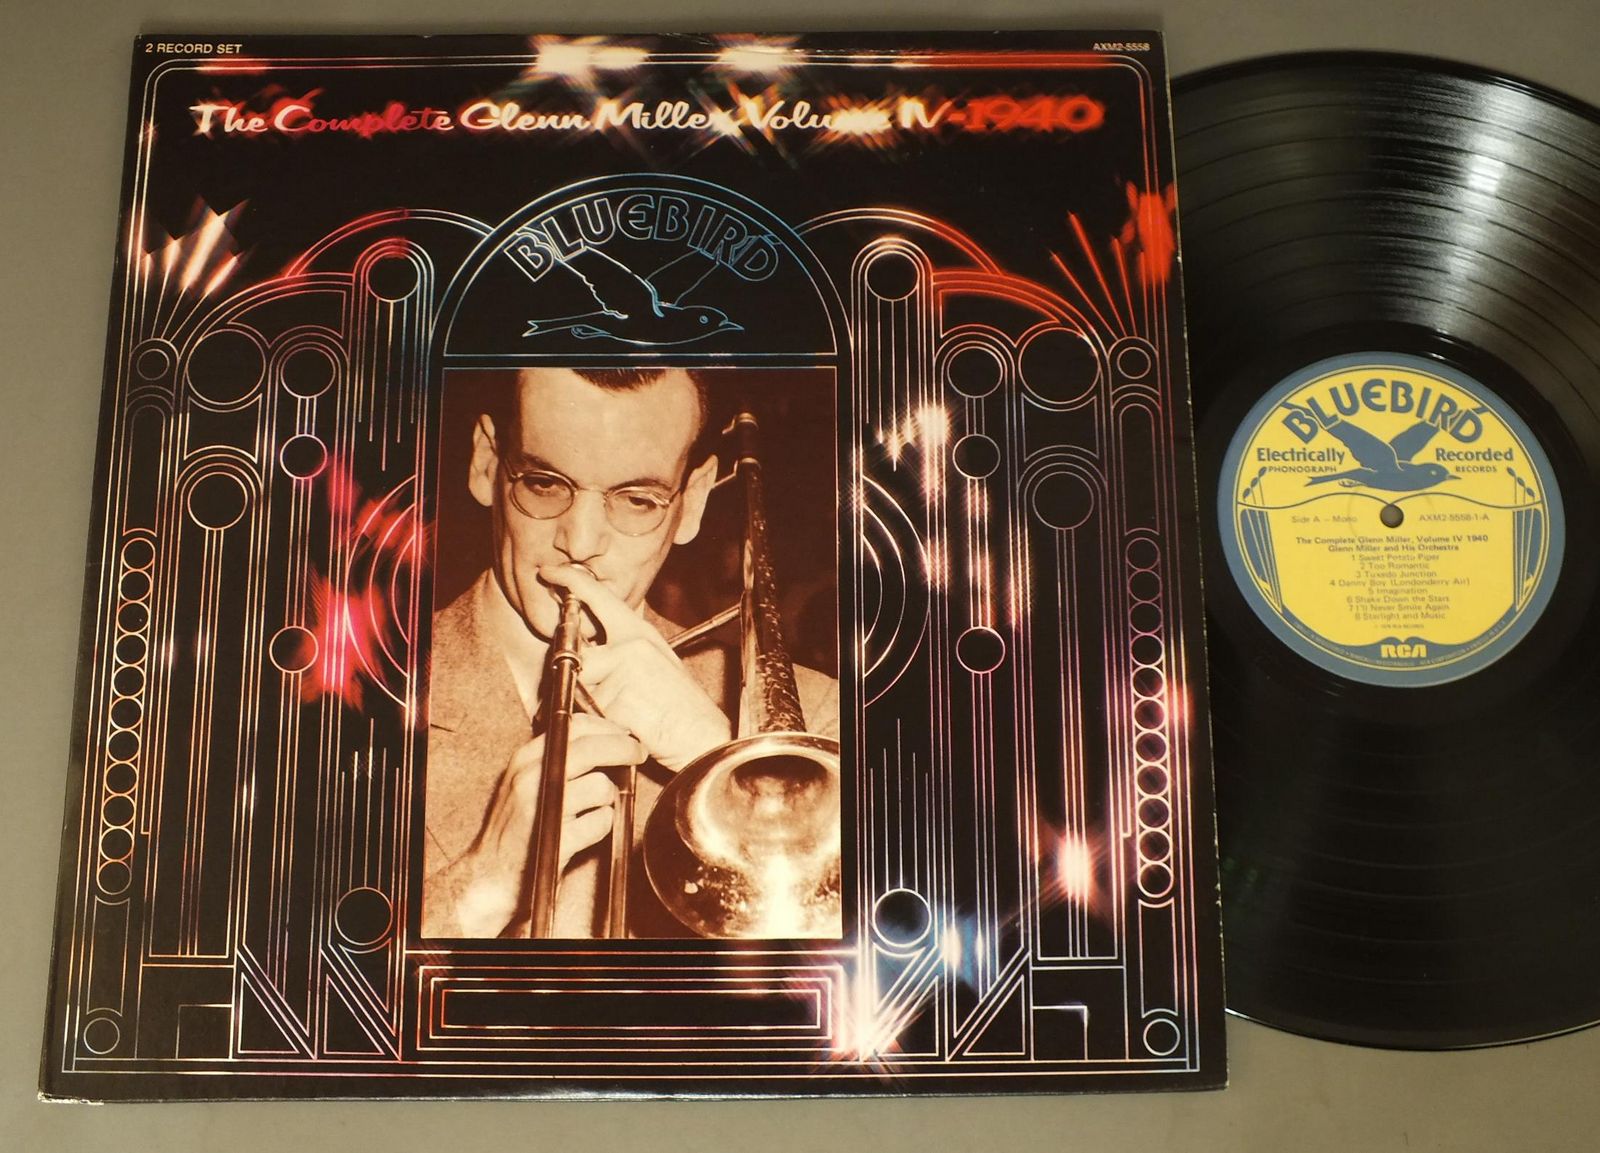 2 RECORD SET
AXM2-5558
The Complete Glenn Miller, Volume IV-1940
BLUEBIRD
BLUEBIRD
Electrically Recorded
PHONOGRAPH RECORDS
Side A - Mono AXM2-5558-1-A
The Complete Glenn Miller, Volume IV 1940
Glenn Miller and His Orchestra
1 Sweet Potato Piper
2 Too Romantic
3 Tuxedo Junction
4 Danny Boy (Londonderry Air)
5 Imagination
6 Shake Down the Stars
7 I'll Never Smile Again
8 Starlight and Music
RCA